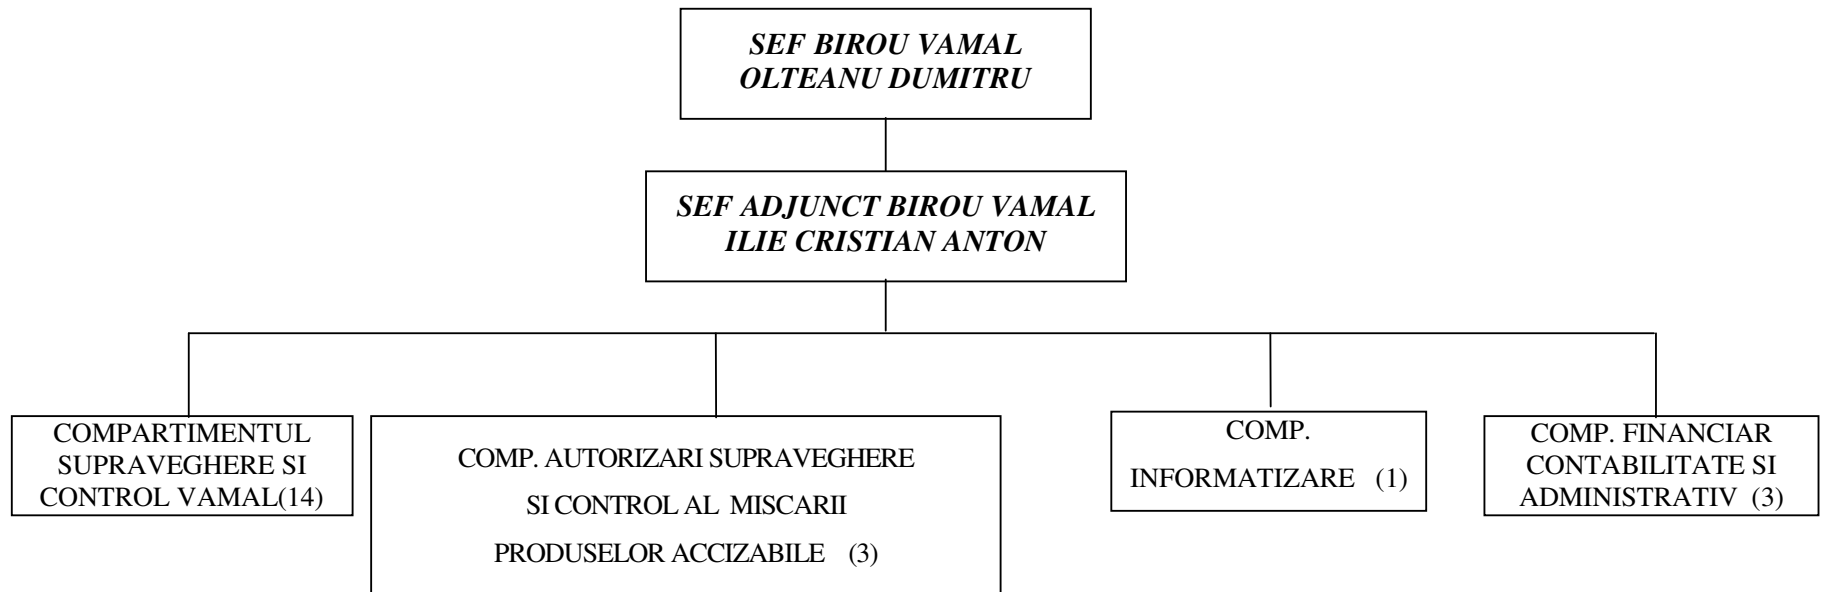 SEF BIROU VAMAL
OLTEANU DUMITRU
SEF ADJUNCT BIROU VAMAL
ILIE CRISTIAN ANTON
COMPARTIMENTUL
SUPRAVEGHERE SI
CONTROL VAMAL(14)
COMP. AUTORIZARI SUPRAVEGHERE
SI CONTROL AL MISCARII
PRODUSELOR ACCIZABILE (3)
COMP.
INFORMATIZARE (1)
COMP. FINANCIAR
CONTABILITATE SI
ADMINISTRATIV (3)